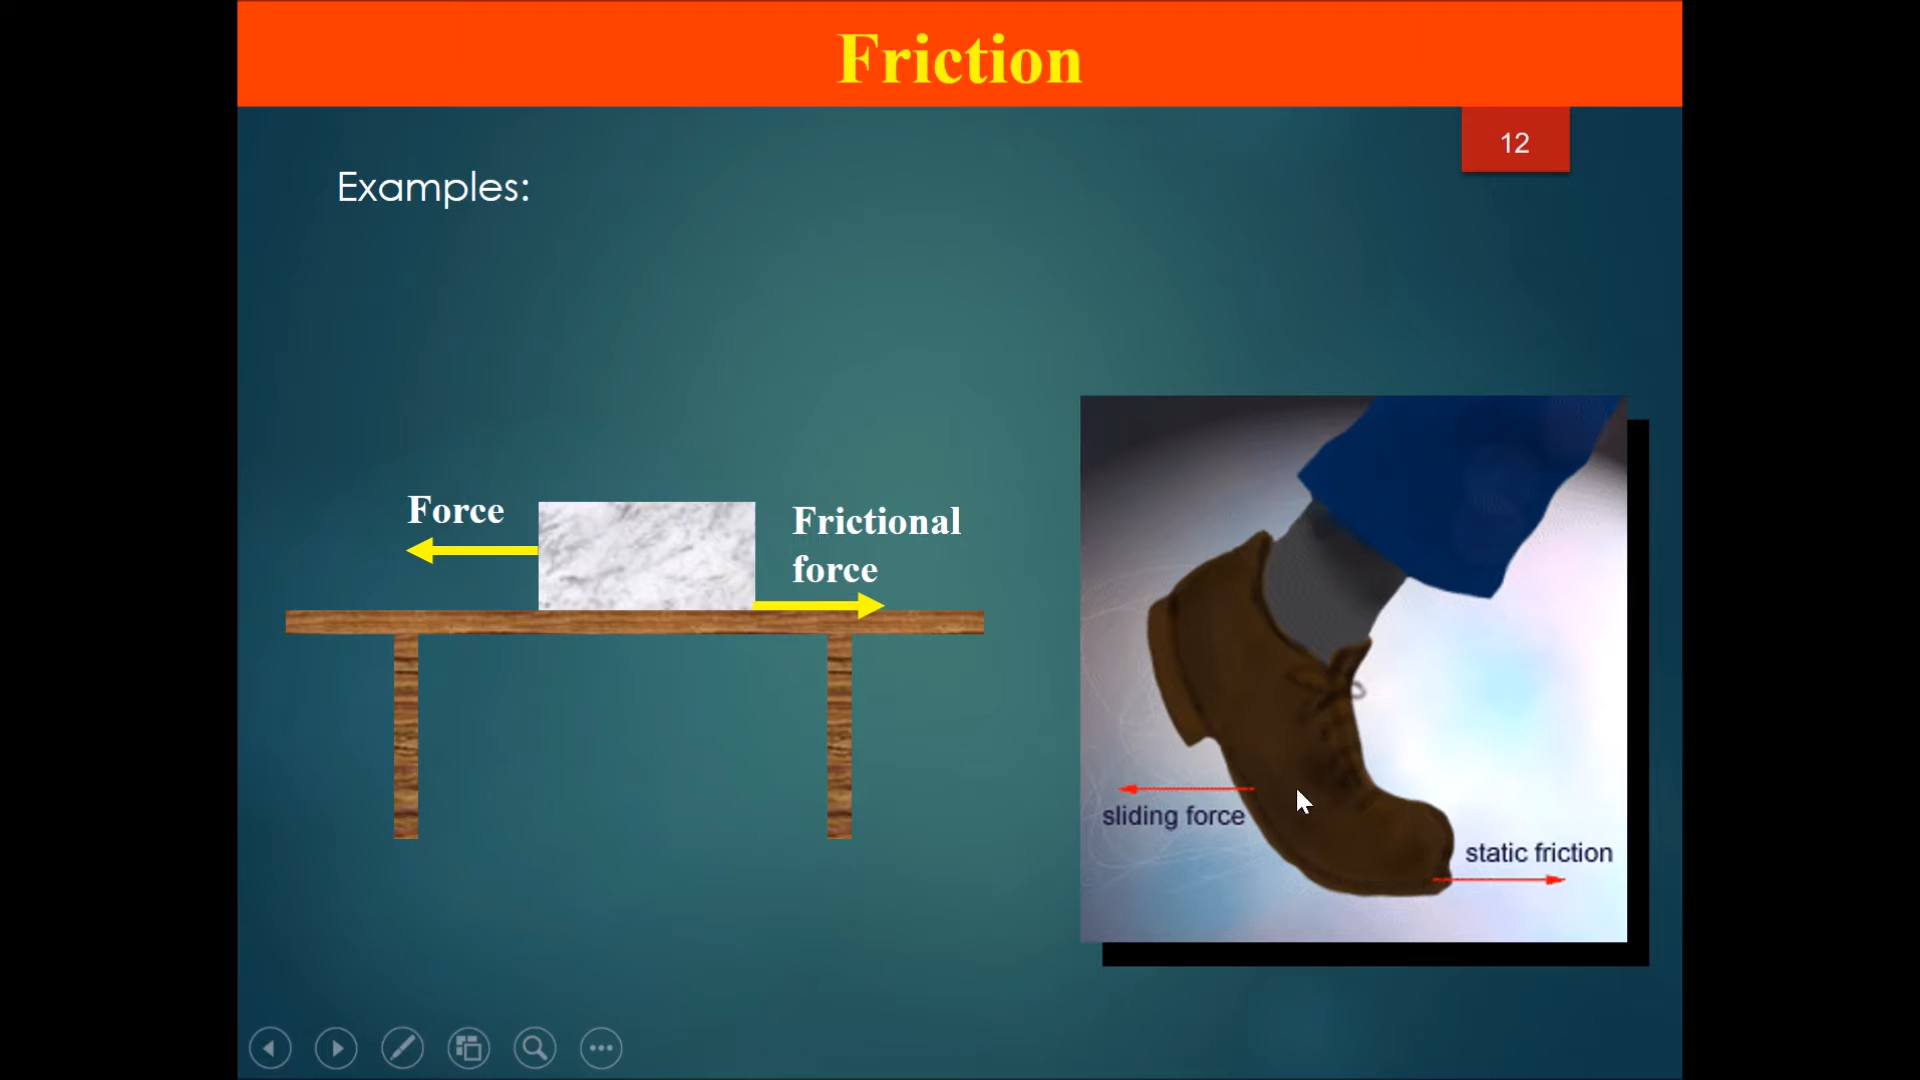 Friction
12
Examples:
Force
Frictional
force
sliding force
static friction